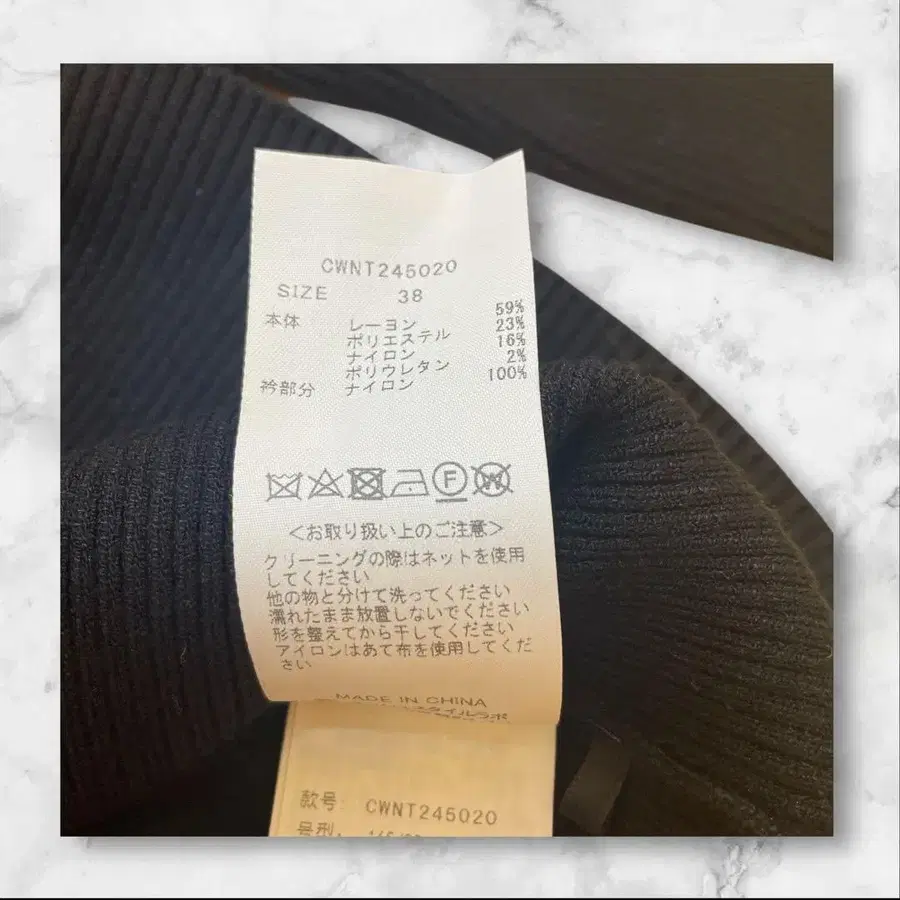 CWNT245020
SIZE 38
本体 レーヨン 59%
ポリエステル 23%
ナイロン 16%
ポリウレタン 2%
衿部分 ナイロン 100%
F W
＜お取り扱い上のご注意＞
クリーニングの際はネットを使用
してください
他の物と分けて洗ってください
濡れたまま放置しないでください
形を整えてから干してください
アイロンはあて布を使用してくだ
さい
MADE IN CHINA
スタイルラボ
款号: CWNT245020
号型: